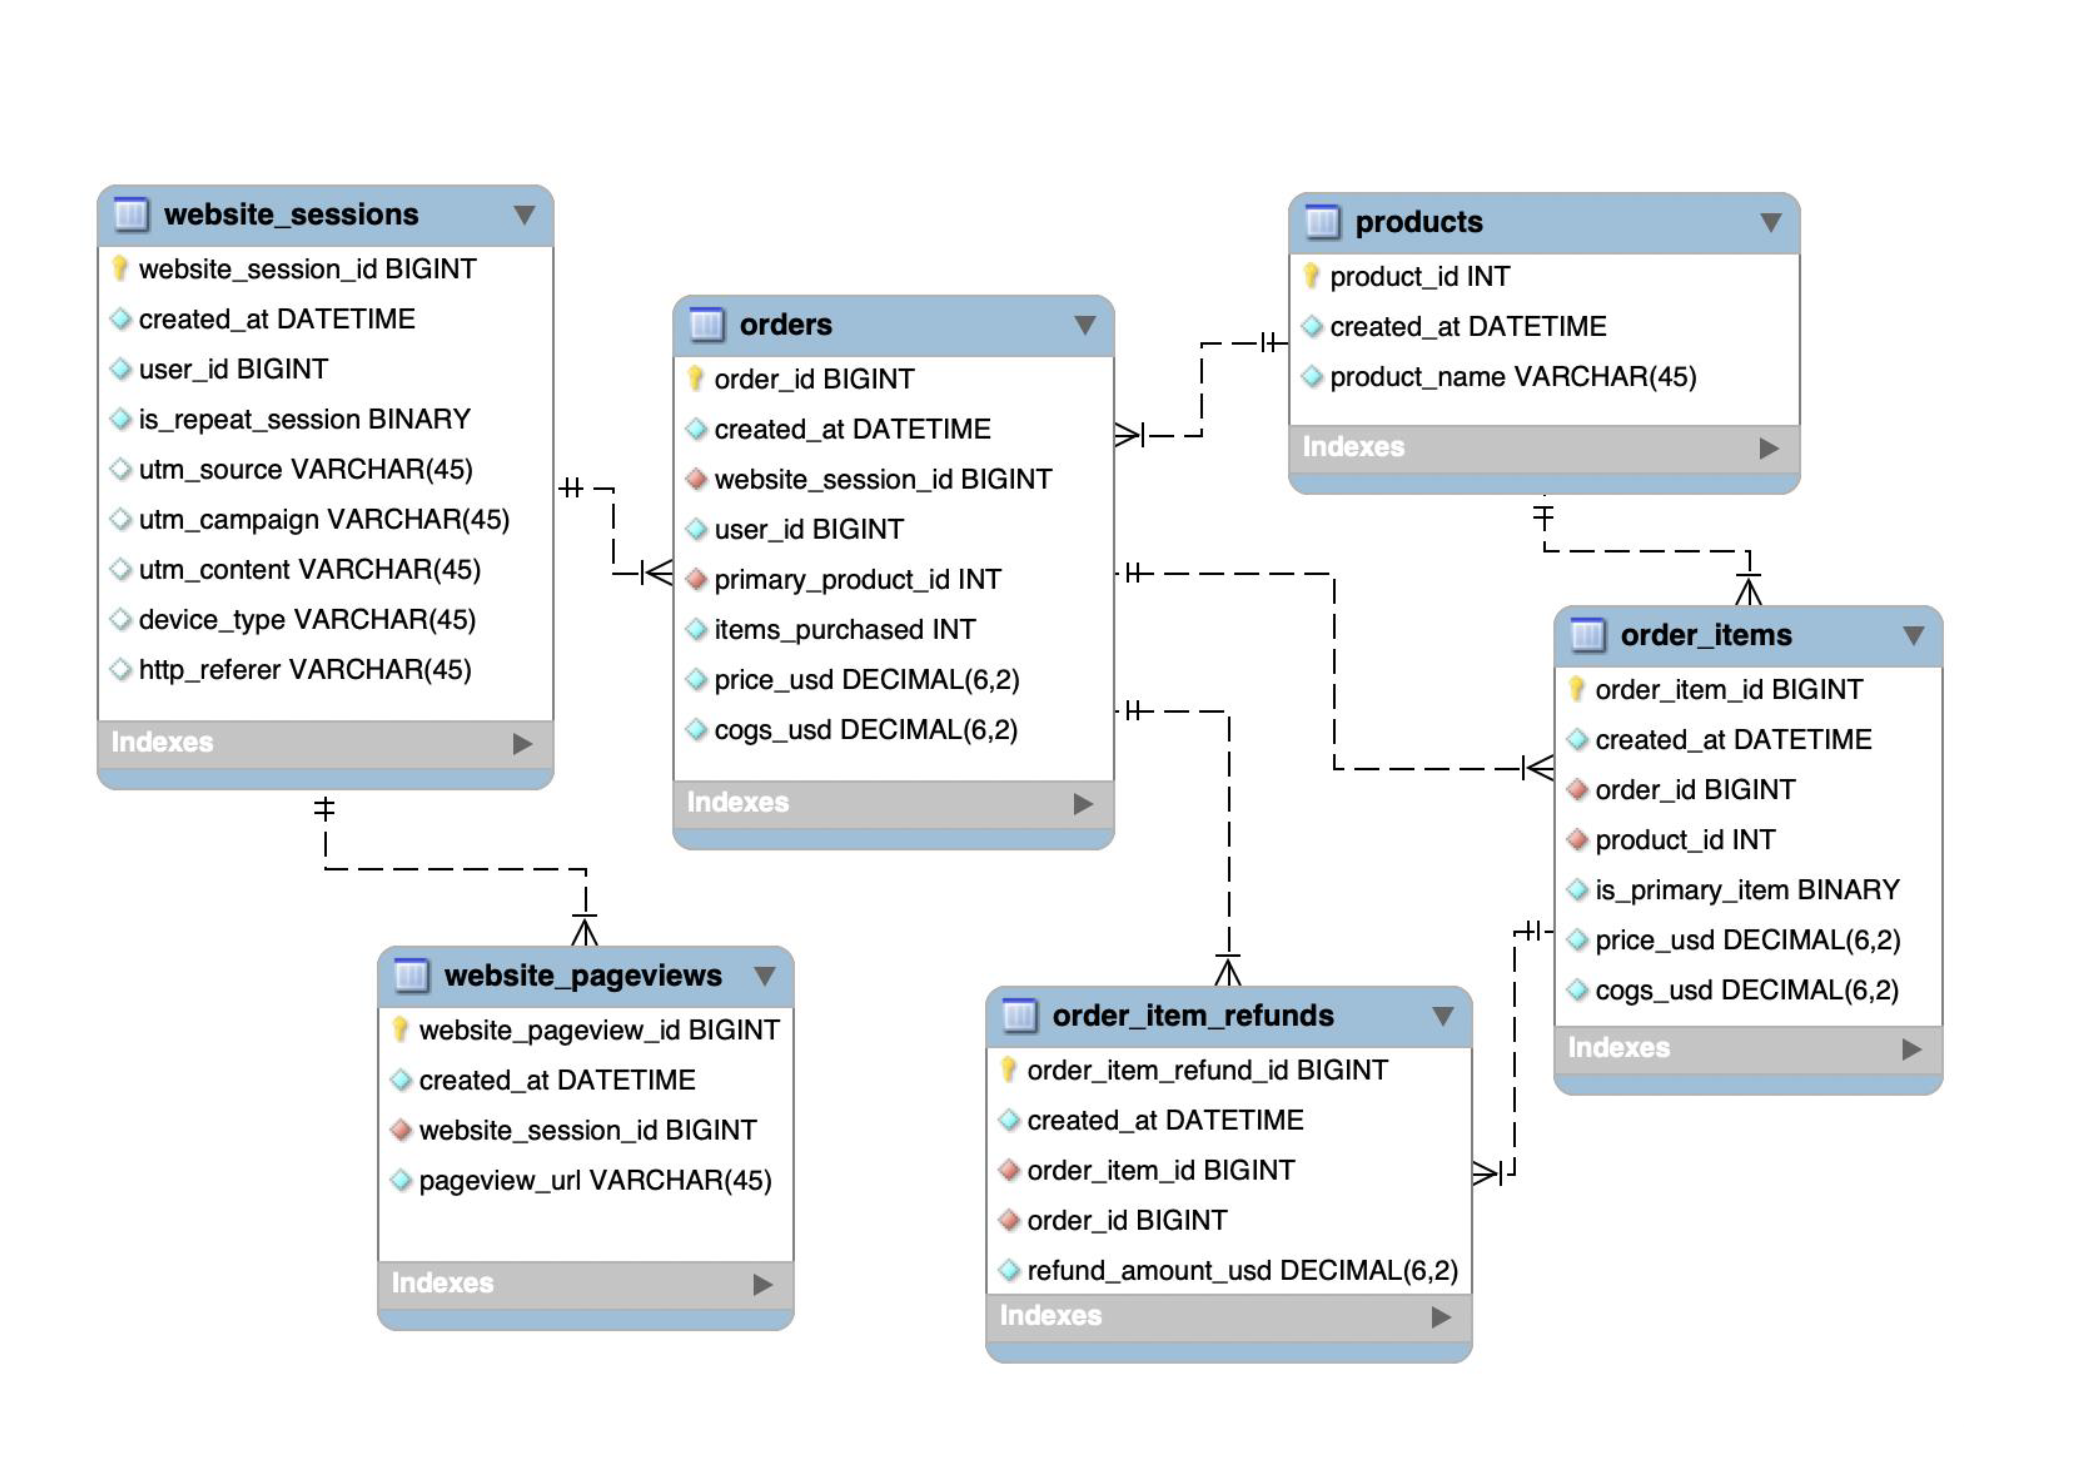 website_sessions
website_session_id BIGINT
created_at DATETIME
user_id BIGINT
is_repeat_session BINARY
utm_source VARCHAR(45)
utm_campaign VARCHAR(45)
utm_content VARCHAR(45)
device_type VARCHAR(45)
http_referer VARCHAR(45)
Indexes
orders
order_id BIGINT
created_at DATETIME
website_session_id BIGINT
user_id BIGINT
primary_product_id INT
items_purchased INT
price_usd DECIMAL(6,2)
cogs_usd DECIMAL(6,2)
Indexes
products
product_id INT
created_at DATETIME
product_name VARCHAR(45)
Indexes
order_items
order_item_id BIGINT
created_at DATETIME
order_id BIGINT
product_id INT
is_primary_item BINARY
price_usd DECIMAL(6,2)
cogs_usd DECIMAL(6,2)
Indexes
website_pageviews
website_pageview_id BIGINT
created_at DATETIME
website_session_id BIGINT
pageview_url VARCHAR(45)
Indexes
order_item_refunds
order_item_refund_id BIGINT
created_at DATETIME
order_item_id BIGINT
order_id BIGINT
refund_amount_usd DECIMAL(6,2)
Indexes